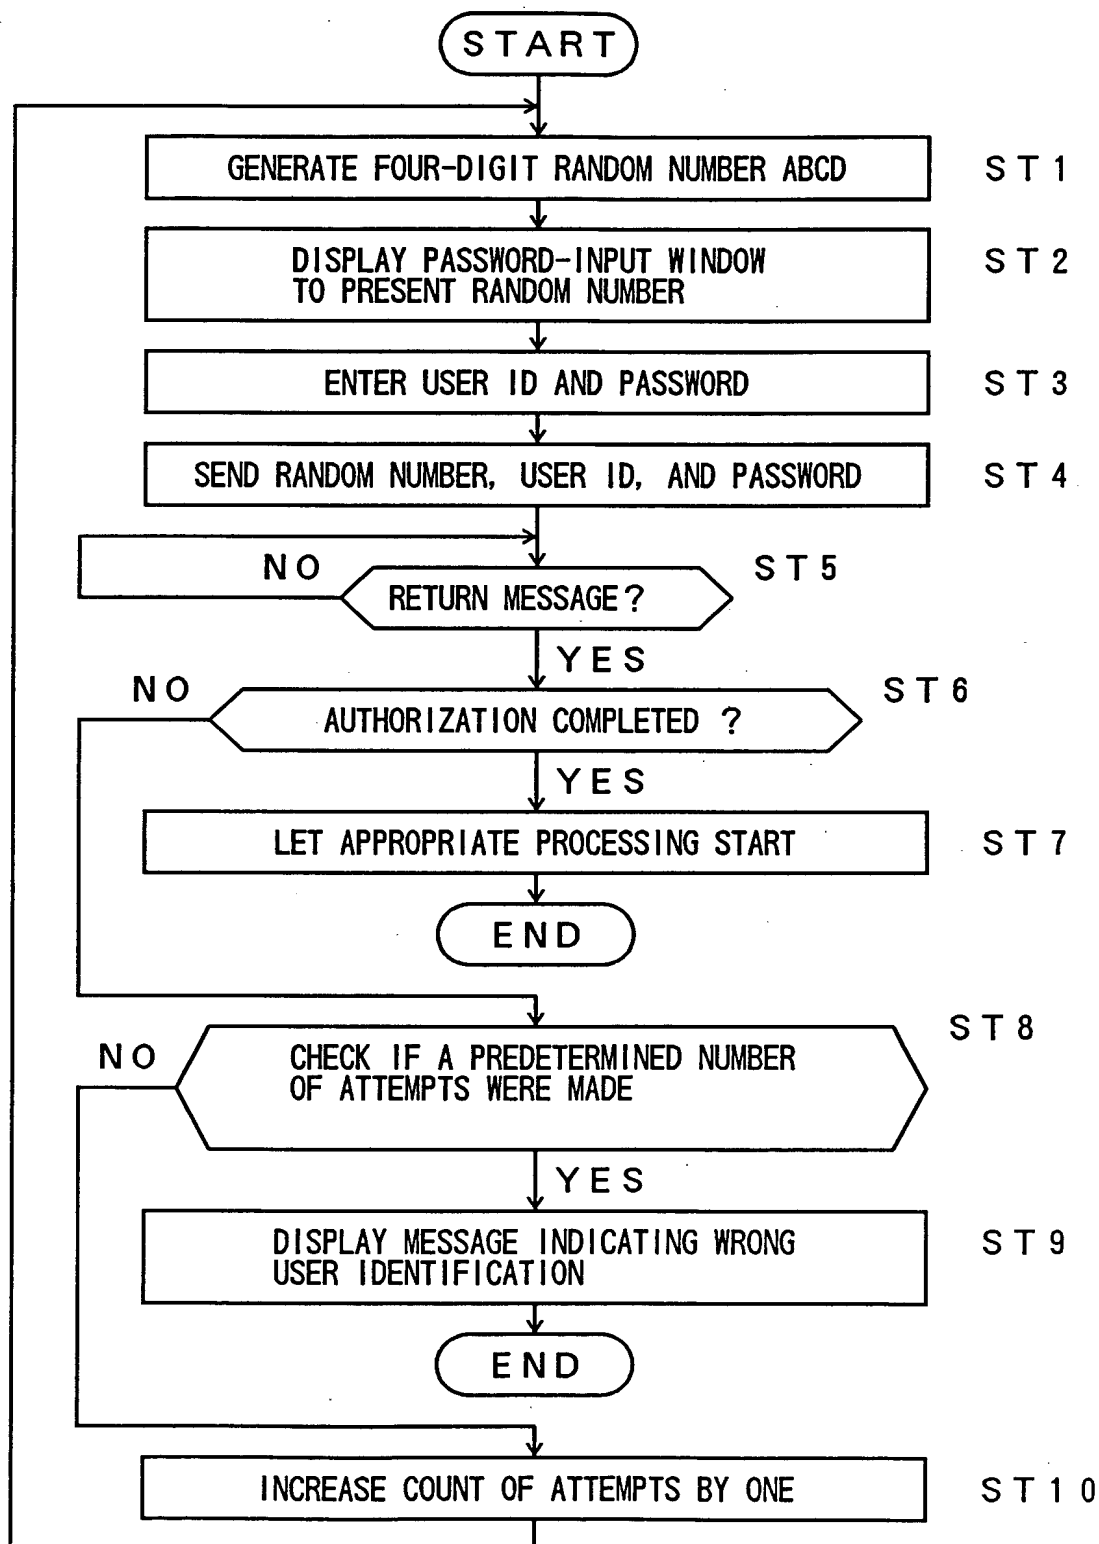 START
GENERATE FOUR-DIGIT RANDOM NUMBER ABCD
ST1
DISPLAY PASSWORD-INPUT WINDOW
TO PRESENT RANDOM NUMBER
ST2
ENTER USER ID AND PASSWORD
ST3
SEND RANDOM NUMBER, USER ID, AND PASSWORD
ST4
NO
RETURN MESSAGE?
ST5
YES
NO
AUTHORIZATION COMPLETED ?
ST6
YES
LET APPROPRIATE PROCESSING START
ST7
END
NO
CHECK IF A PREDETERMINED NUMBER
OF ATTEMPTS WERE MADE
ST8
YES
DISPLAY MESSAGE INDICATING WRONG
USER IDENTIFICATION
ST9
END
INCREASE COUNT OF ATTEMPTS BY ONE
ST10